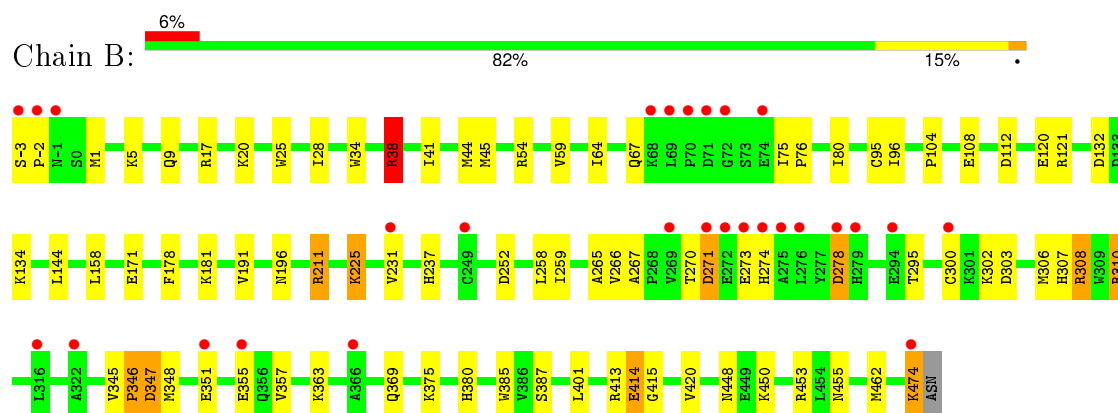 6%
Chain B:
82% 15% •
S-3 P-2 N-1 S0 M1 K5 Q9 R17 K20 W25 I28 W34 R38 I41 M44 M45 R54 V59 I64 Q67 K68 L69 P70 D71 G72 S73 E74 I75 P76 I80 C95 I96 P104 E108 D112 E120 R121 D132 D133
K134 L144 L158 E171 F178 K181 V191 N196 R211 K225 V231 H237 C249 D252 L258 I259 A265 V266 A267 P268 V269 T270 D271 E272 E273 H274 A275 L276 Y277 D278 H279 E294 T295 C300 K301 K302 D303 M306 H307 R308 W309 R310
L316 A322 V345 P346 D347 M348 E351 E355 Q356 V357 K363 A366 Q369 K375 H380 W385 V386 S387 L401 R413 E414 G415 V420 N448 E449 K450 R453 L454 N455 M462 K474 ASN